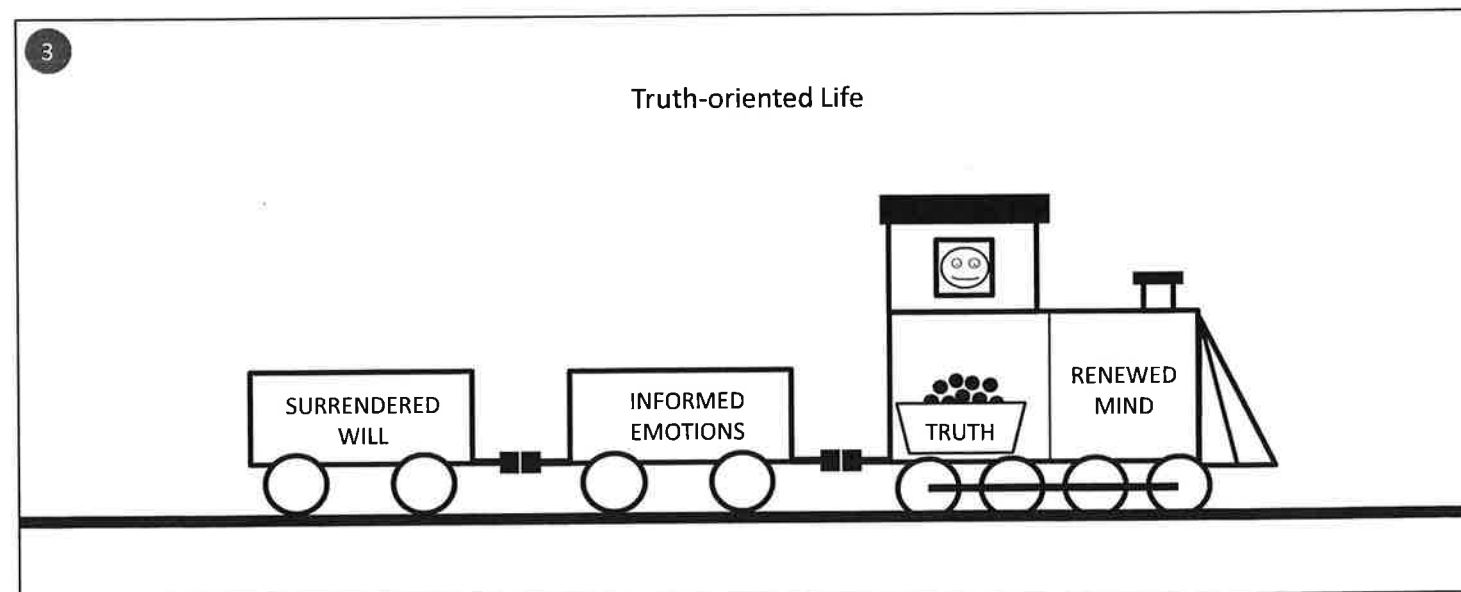 3
Truth-oriented Life
SURRENDERED
WILL
INFORMED
EMOTIONS
TRUTH
RENEWED
MIND